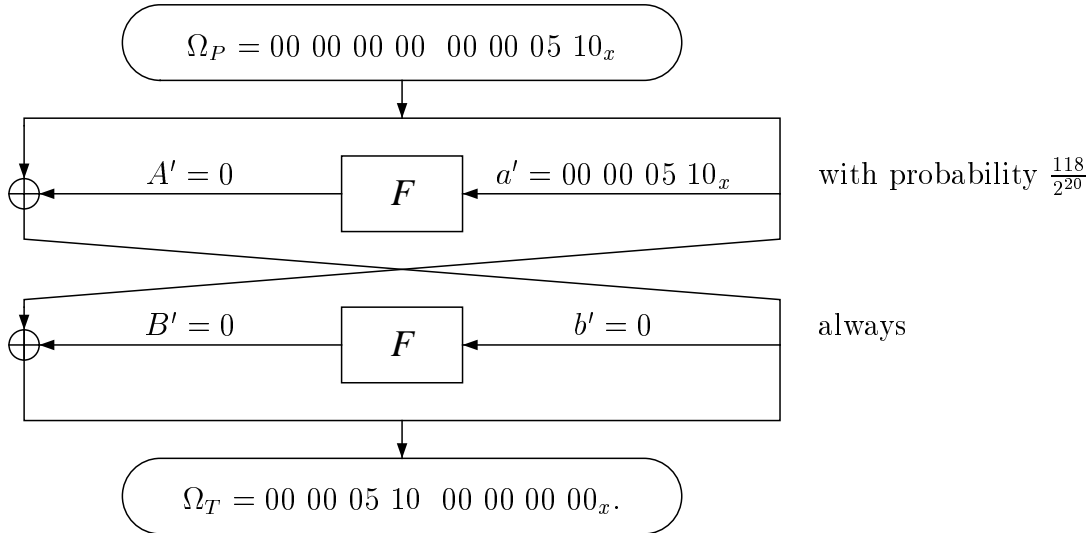 Ω_P = 00 00 00 00 00 00 05 10_x
A′ = 0 F a′ = 00 00 05 10_x with probability 118/2^20
B′ = 0 F b′ = 0 always
Ω_T = 00 00 05 10 00 00 00 00_x.